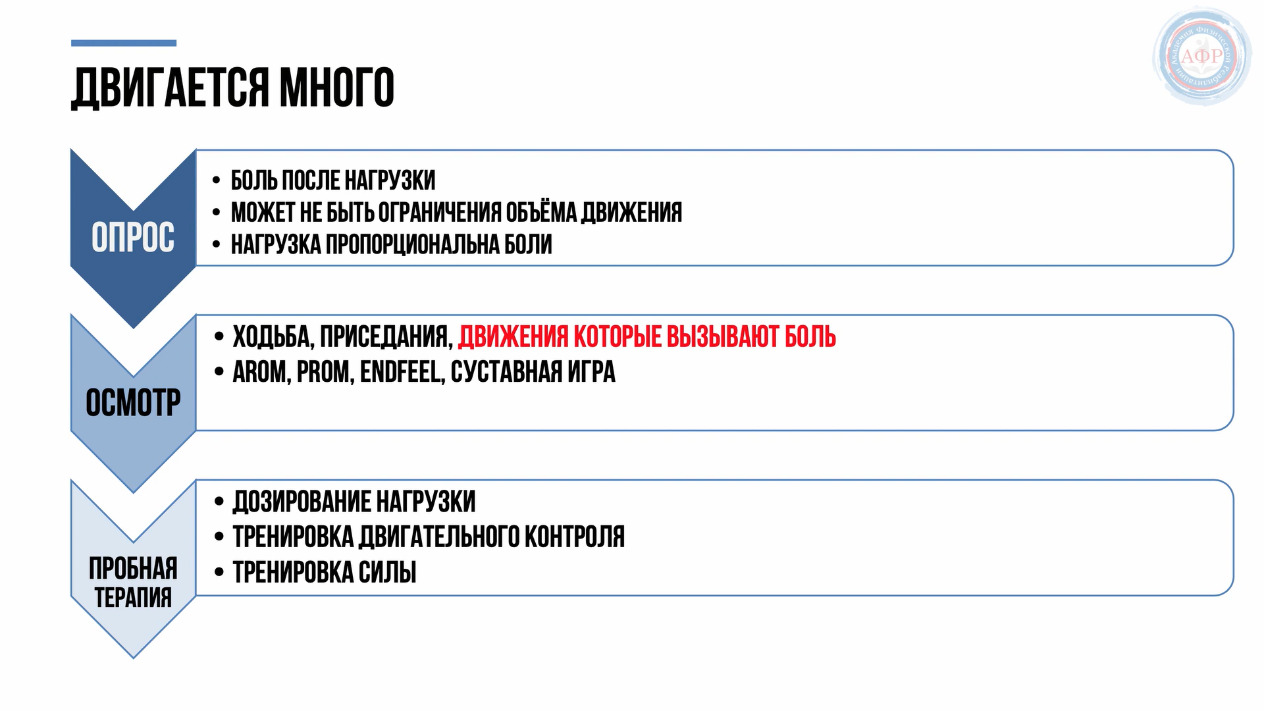 ДВИГАЕТСЯ МНОГО
АФР
ОПРОС
• БОЛЬ ПОСЛЕ НАГРУЗКИ
• МОЖЕТ НЕ БЫТЬ ОГРАНИЧЕНИЯ ОБЪЁМА ДВИЖЕНИЯ
• НАГРУЗКА ПРОПОРЦИОНАЛЬНА БОЛИ
ОСМОТР
• ХОДЬБА, ПРИСЕДАНИЯ, ДВИЖЕНИЯ КОТОРЫЕ ВЫЗЫВАЮТ БОЛЬ
• AROM, PROM, ENDFEEL, СУСТАВНАЯ ИГРА
ПРОБНАЯ
ТЕРАПИЯ
• ДОЗИРОВАНИЕ НАГРУЗКИ
• ТРЕНИРОВКА ДВИГАТЕЛЬНОГО КОНТРОЛЯ
• ТРЕНИРОВКА СИЛЫ